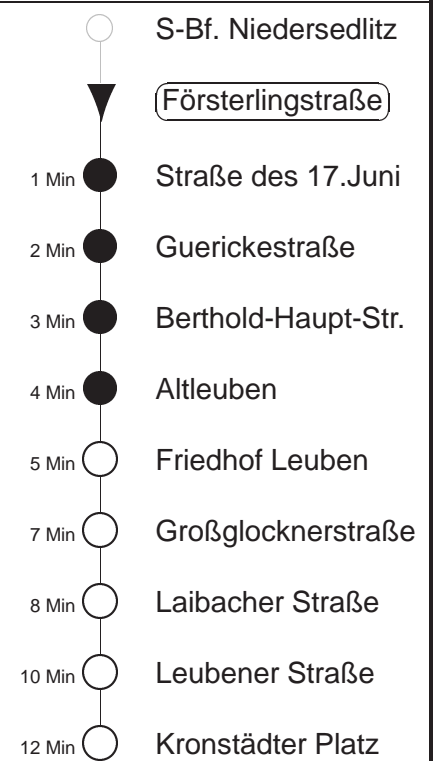 S-Bf. Niedersedlitz
Försterlingstraße
1 Min Straße des 17.Juni
2 Min Guerickestraße
3 Min Berthold-Haupt-Str.
4 Min Altleuben
5 Min Friedhof Leuben
7 Min Großglocknerstraße
8 Min Laibacher Straße
10 Min Leubener Straße
12 Min Kronstädter Platz